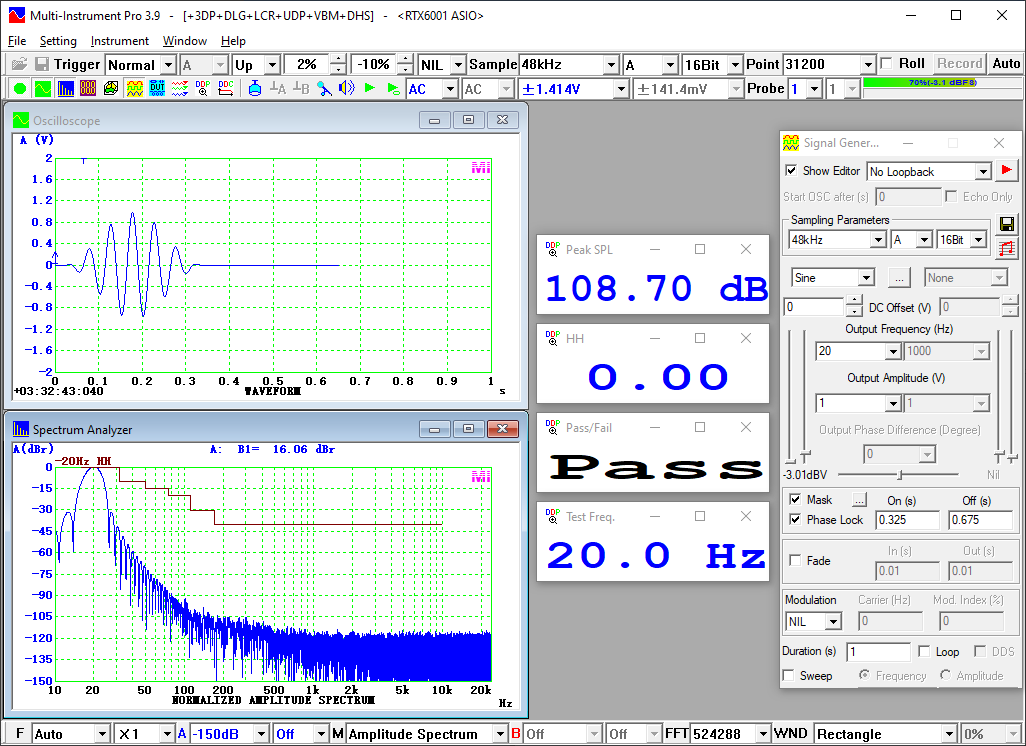 Multi-Instrument Pro 3.9 - [+3DP+DLG+LCR+UDP+VBM+DHS] - <RTX6001 ASIO>
File Setting Instrument Window Help
Trigger Normal A Up 2% -10% NIL Sample 48kHz A 16Bit Point 31200 Roll Record Auto
DDP DDC A B AC AC ±1.414V ±141.4mV Probe 1 1 70%(-3.1 dBFS)
Oscilloscope
A (V)
T
MI
2
1.6
1.2
0.8
0.4
0
-0.4
-0.8
-1.2
-1.6
-2
0 0.1 0.2 0.3 0.4 0.5 0.6 0.7 0.8 0.9 1
+03:32:43:040 WAVEFORM s
Spectrum Analyzer
A(dBr) A: B1= 16.06 dBr
-20Hz HH
MI
0
-15
-30
-45
-60
-75
-90
-105
-120
-135
-150
10 20 50 100 200 500 1k 2k 5k 10k 20k
NORMALIZED AMPLITUDE SPECTRUM Hz
DDP Peak SPL
108.70 dB
DDP HH
0.00
DDP Pass/Fail
Pass
DDP Test Freq.
20.0 Hz
Signal Gener...
Show Editor No Loopback
Start OSC after (s) 0 Echo Only
Sampling Parameters
48kHz A 16Bit
Sine ... None
0 DC Offset (V) 0
Output Frequency (Hz)
20 1000
Output Amplitude (V)
1 1
Output Phase Difference (Degree)
0
-3.01dBV Nil
Mask ... On (s) Off (s)
Phase Lock 0.325 0.675
In (s) Out (s)
Fade 0.01 0.01
Modulation Carrier (Hz) Mod. Index (%)
NIL 0 0
Duration (s) 1 Loop DDS
Sweep Frequency Amplitude
F Auto X1 A -150dB Off M Amplitude Spectrum B Off Off FFT 524288 WND Rectangle 0%